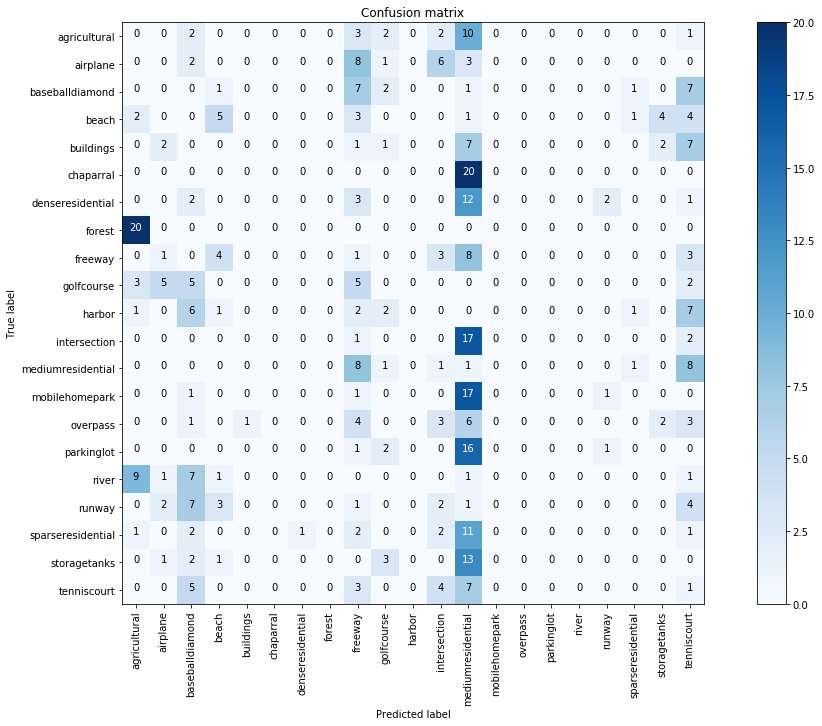 Confusion matrix
agricultural 0 0 2 0 0 0 0 0 3 2 0 2 10 0 0 0 0 0 0 0 1
airplane 0 0 2 0 0 0 0 0 8 1 0 6 3 0 0 0 0 0 0 0 0
baseballdiamond 0 0 0 1 0 0 0 0 7 2 0 0 1 0 0 0 0 0 1 0 7
beach 2 0 0 5 0 0 0 0 3 0 0 0 1 0 0 0 0 0 1 4 4
buildings 0 2 0 0 0 0 0 0 1 1 0 0 7 0 0 0 0 0 0 2 7
chaparral 0 0 0 0 0 0 0 0 0 0 0 0 20 0 0 0 0 0 0 0 0
denseresidential 0 0 2 0 0 0 0 0 3 0 0 0 12 0 0 0 0 2 0 0 1
forest 20 0 0 0 0 0 0 0 0 0 0 0 0 0 0 0 0 0 0 0 0
freeway 0 1 0 4 0 0 0 0 1 0 0 3 8 0 0 0 0 0 0 0 3
golfcourse 3 5 5 0 0 0 0 0 5 0 0 0 0 0 0 0 0 0 0 0 2
harbor 1 0 6 1 0 0 0 0 2 2 0 0 0 0 0 0 0 0 1 0 7
intersection 0 0 0 0 0 0 0 0 1 0 0 0 17 0 0 0 0 0 0 0 2
mediumresidential 0 0 0 0 0 0 0 0 8 1 0 1 1 0 0 0 0 0 1 0 8
mobilehomepark 0 0 1 0 0 0 0 0 1 0 0 0 17 0 0 0 0 1 0 0 0
overpass 0 0 1 0 1 0 0 0 4 0 0 3 6 0 0 0 0 0 0 2 3
parkinglot 0 0 0 0 0 0 0 0 1 2 0 0 16 0 0 0 0 1 0 0 0
river 9 1 7 1 0 0 0 0 0 0 0 0 1 0 0 0 0 0 0 0 1
runway 0 2 7 3 0 0 0 0 1 0 0 2 1 0 0 0 0 0 0 0 4
sparseresidential 1 0 2 0 0 0 1 0 2 0 0 2 11 0 0 0 0 0 0 0 1
storagetanks 0 1 2 1 0 0 0 0 0 3 0 0 13 0 0 0 0 0 0 0 0
tenniscourt 0 0 5 0 0 0 0 0 3 0 0 4 7 0 0 0 0 0 0 0 1
True label
agricultural
airplane
baseballdiamond
beach
buildings
chaparral
denseresidential
forest
freeway
golfcourse
harbor
intersection
mediumresidential
mobilehomepark
overpass
parkinglot
river
runway
sparseresidential
storagetanks
tenniscourt
Predicted label
20.0
17.5
15.0
12.5
10.0
7.5
5.0
2.5
0.0